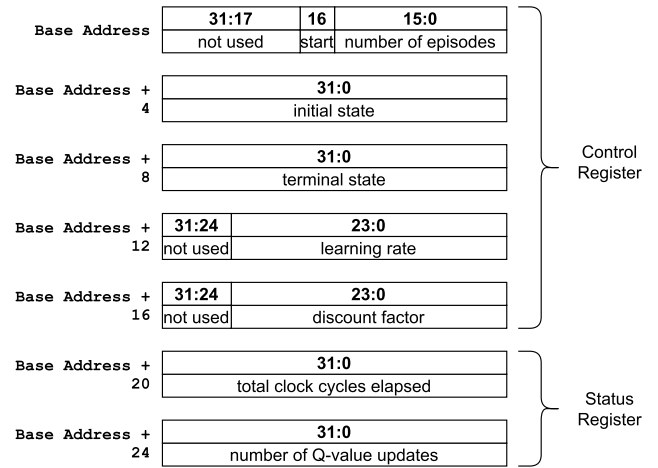 31:17 16 15:0
Base Address
not used start number of episodes
Base Address + 31:0
4 initial state
Base Address + 31:0
8 terminal state
Control
Register
Base Address + 31:24 23:0
12 not used learning rate
Base Address + 31:24 23:0
16 not used discount factor
Base Address + 31:0
20 total clock cycles elapsed
Status
Register
Base Address + 31:0
24 number of Q-value updates